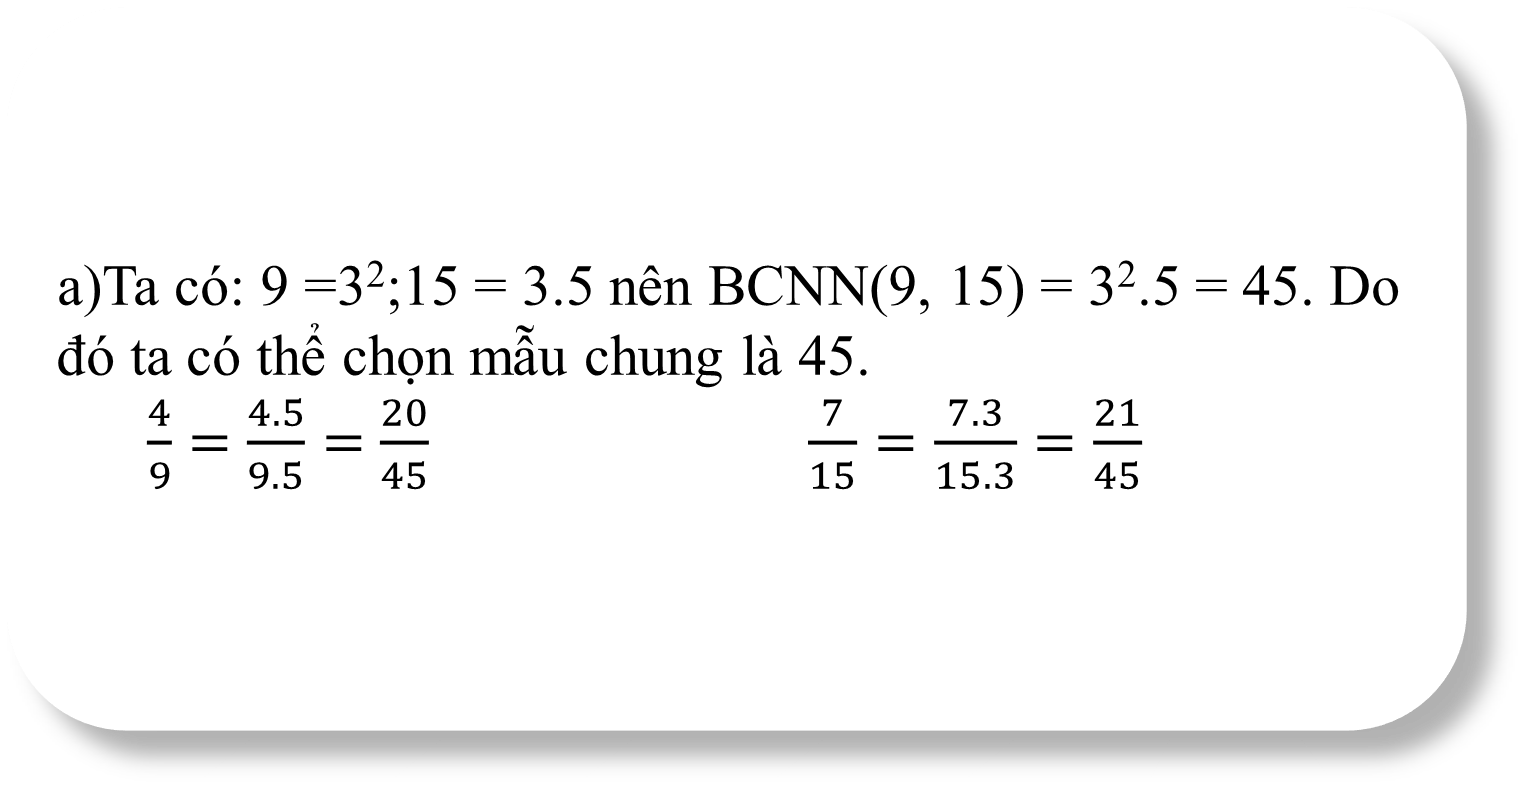 a)Ta có: 9 =3²;15 = 3.5 nên BCNN(9, 15) = 3².5 = 45. Do
đó ta có thể chọn mẫu chung là 45.
4/9 = 4.5/9.5 = 20/45 7/15 = 7.3/15.3 = 21/45